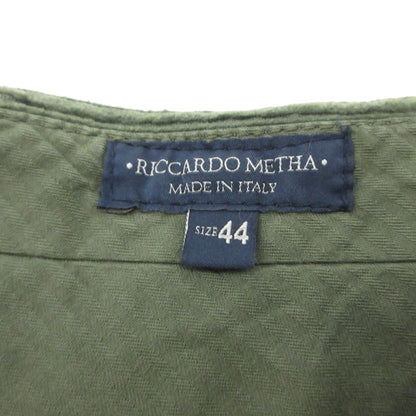 • RICCARDO METHA •
MADE IN ITALY
SIZE 44